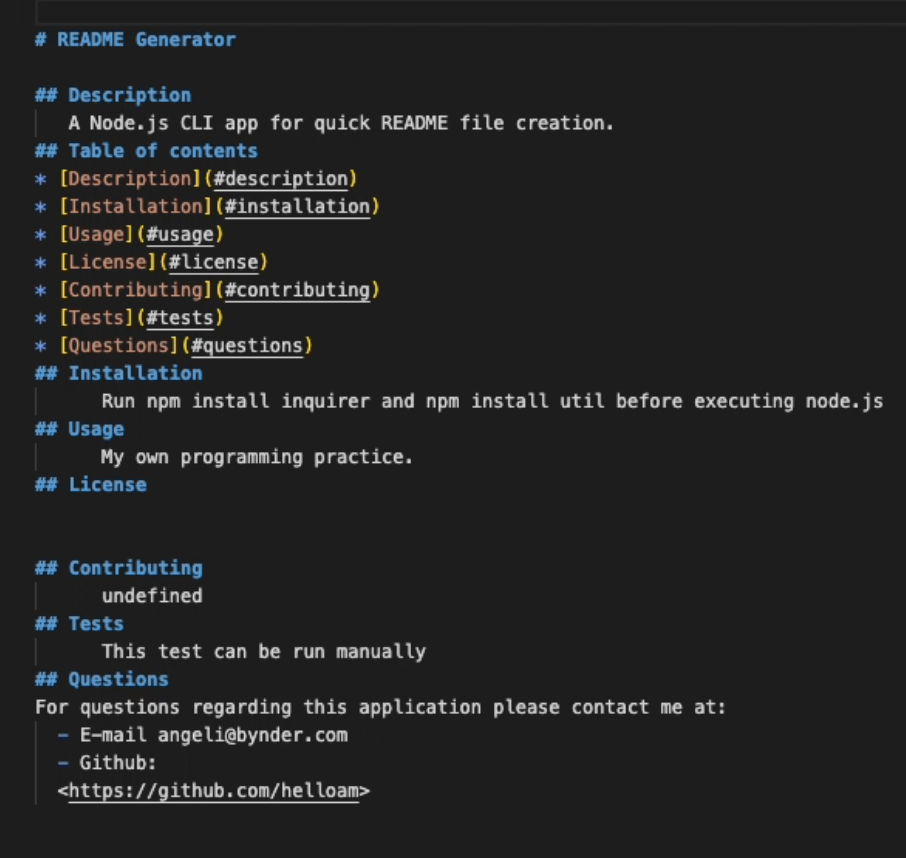 # README Generator
## Description
A Node.js CLI app for quick README file creation.
## Table of contents
* [Description](#description)
* [Installation](#installation)
* [Usage](#usage)
* [License](#license)
* [Contributing](#contributing)
* [Tests](#tests)
* [Questions](#questions)
## Installation
Run npm install inquirer and npm install util before executing node.js
## Usage
My own programming practice.
## License
## Contributing
undefined
## Tests
This test can be run manually
## Questions
For questions regarding this application please contact me at:
- E-mail angeli@bynder.com
- Github:
<https://github.com/helloam>